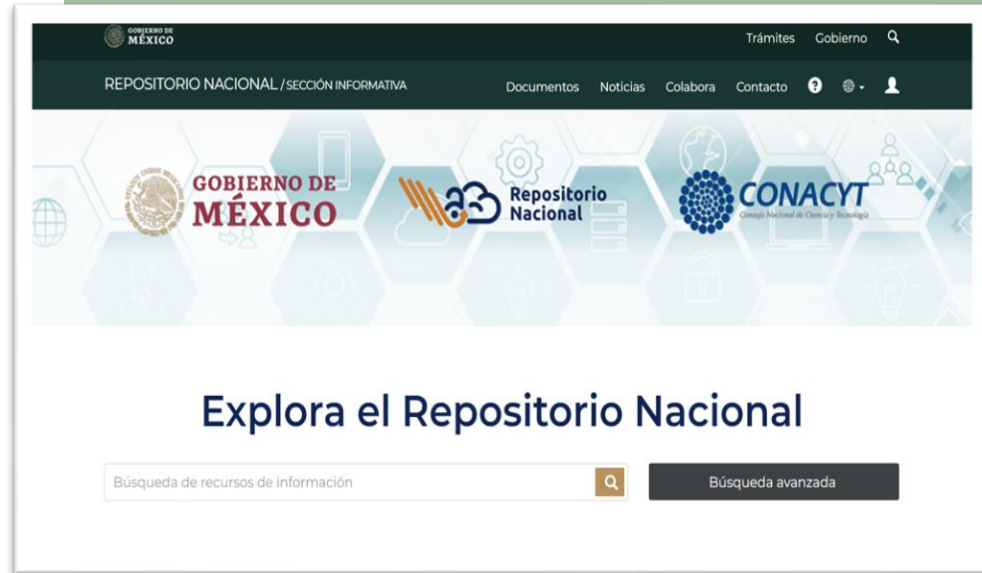 GOBIERNO DE
MÉXICO
Trámites Gobierno
REPOSITORIO NACIONAL / SECCIÓN INFORMATIVA
Documentos Noticias Colabora Contacto ?
GOBIERNO DE
MÉXICO
Repositorio
Nacional
CONACYT
Consejo Nacional de Ciencia y Tecnología
Explora el Repositorio Nacional
Búsqueda de recursos de información
Búsqueda avanzada